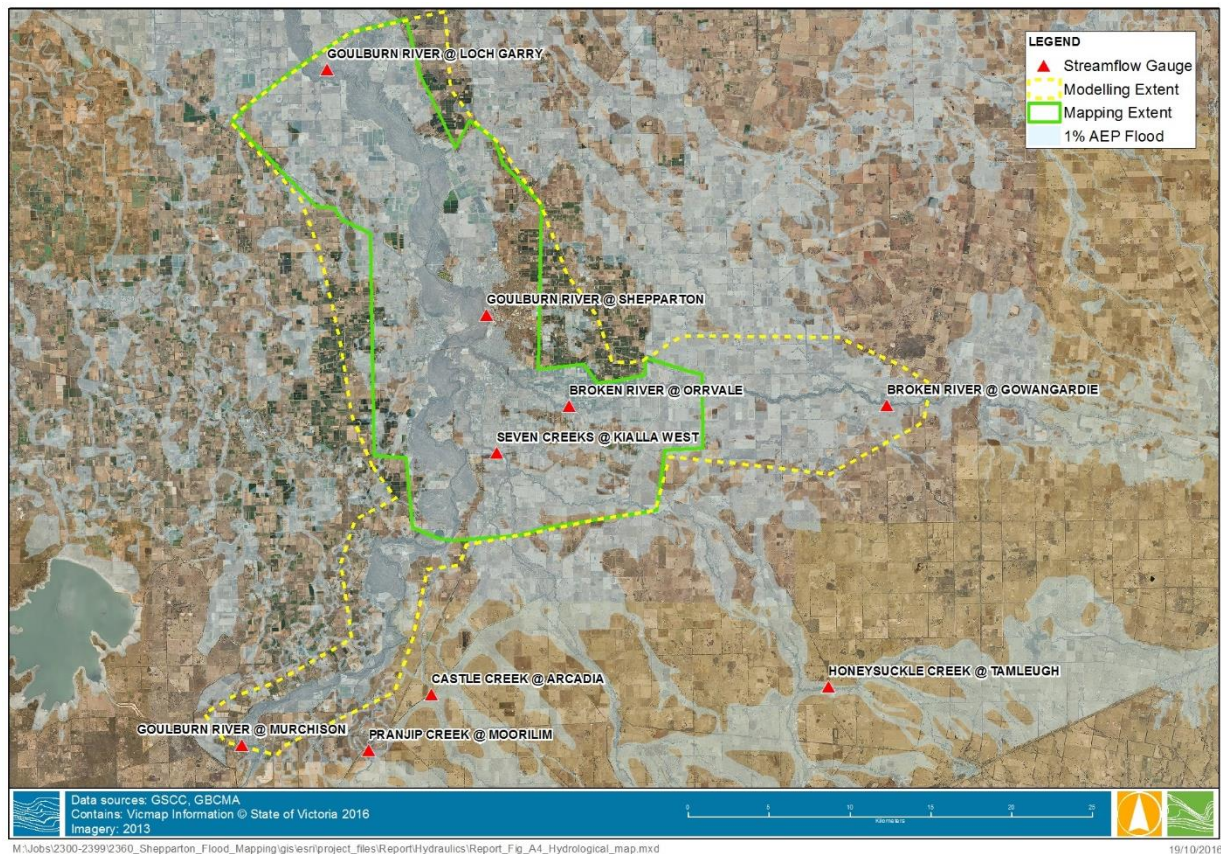 GOULBURN RIVER @ LOCH GARRY
LEGEND
Streamflow Gauge
Modelling Extent
Mapping Extent
1% AEP Flood
GOULBURN RIVER @ SHEPPARTON
BROKEN RIVER @ ORRVALE
BROKEN RIVER @ GOWANGARDIE
SEVEN CREEKS @ KIALLA WEST
HONEYSUCKLE CREEK @ TAMLEUGH
CASTLE CREEK @ ARCADIA
GOULBURN RIVER @ MURCHISON
PRANJIP CREEK @ MOORILIM
Data sources: GSCC, GBCMA
Contains: Vicmap Information © State of Victoria 2016
Imagery: 2013
0 5 10 15 20 25
Kilometers
M:\Jobs\2300-2399\2360_Shepparton_Flood_Mapping\gis\esri\project_files\Report\Hydraulics\Report_Fig_A4_Hydrological_map.mxd
19/10/2016